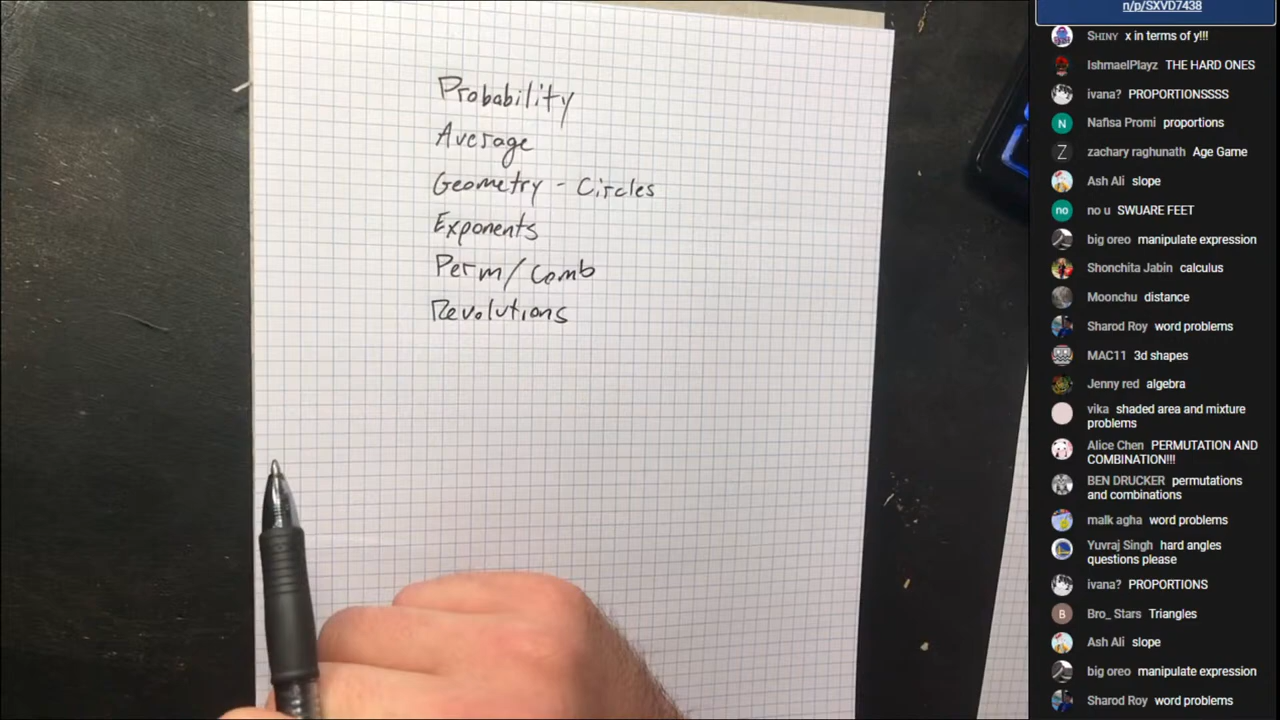 Probability
Average
Geometry - Circles
Exponents
Perm/Comb
Revolutions
n/p/SXVD7438
SHINY x in terms of y!!!
IshmaelPlayz THE HARD ONES
ivana? PROPORTIONSSSS
N Nafisa Promi proportions
Z zachary raghunath Age Game
Ash Ali slope
no no u SWUARE FEET
big oreo manipulate expression
Shonchita Jabin calculus
Moonchu distance
Sharod Roy word problems
MAC11 3d shapes
Jenny red algebra
vika shaded area and mixture
problems
Alice Chen PERMUTATION AND
COMBINATION!!!
BEN DRUCKER permutations
and combinations
malk agha word problems
Yuvraj Singh hard angles
questions please
ivana? PROPORTIONS
B Bro_ Stars Triangles
Ash Ali slope
big oreo manipulate expression
Sharod Roy word problems